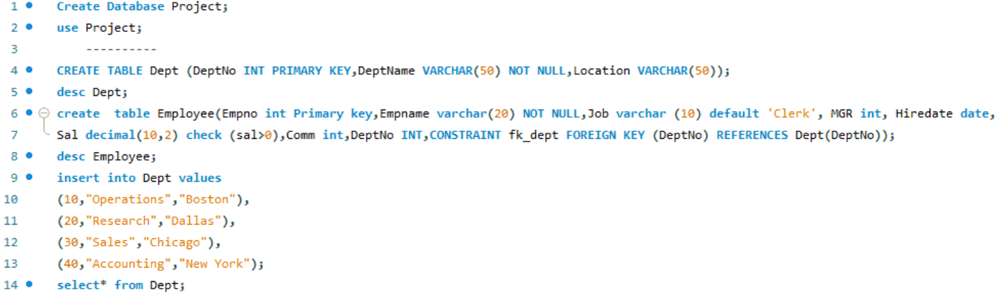 1 Create Database Project;
2 use Project;
3 ----------
4 CREATE TABLE Dept (DeptNo INT PRIMARY KEY,DeptName VARCHAR(50) NOT NULL,Location VARCHAR(50));
5 desc Dept;
6 create  table Employee(Empno int Primary key,Empname varchar(20) NOT NULL,Job varchar (10) default 'Clerk', MGR int, Hiredate date,
7 Sal decimal(10,2) check (sal>0),Comm int,DeptNo INT,CONSTRAINT fk_dept FOREIGN KEY (DeptNo) REFERENCES Dept(DeptNo));
8 desc Employee;
9 insert into Dept values
10 (10,"Operations","Boston"),
11 (20,"Research","Dallas"),
12 (30,"Sales","Chicago"),
13 (40,"Accounting","New York");
14 select* from Dept;